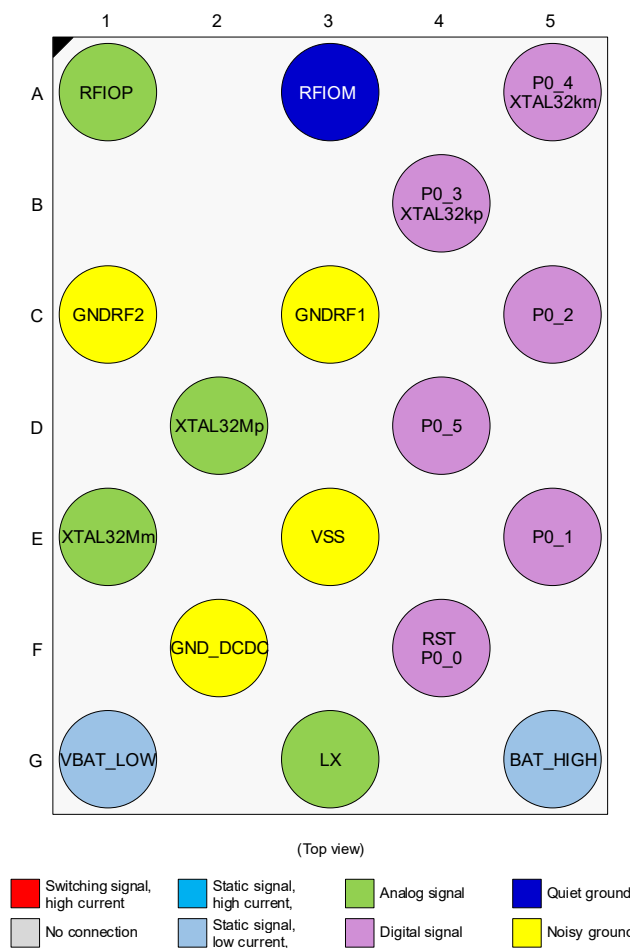 1 2 3 4 5
A RFIOP RFIOM P0_4
XTAL32km
B P0_3
XTAL32kp
C GNDRF2 GNDRF1 P0_2
D XTAL32Mp P0_5
E XTAL32Mm VSS P0_1
F GND_DCDC RST
P0_0
G VBAT_LOW LX BAT_HIGH
(Top view)
Switching signal,
high current
Static signal,
high current,
Analog signal
Quiet ground
No connection
Static signal,
low current,
Digital signal
Noisy ground